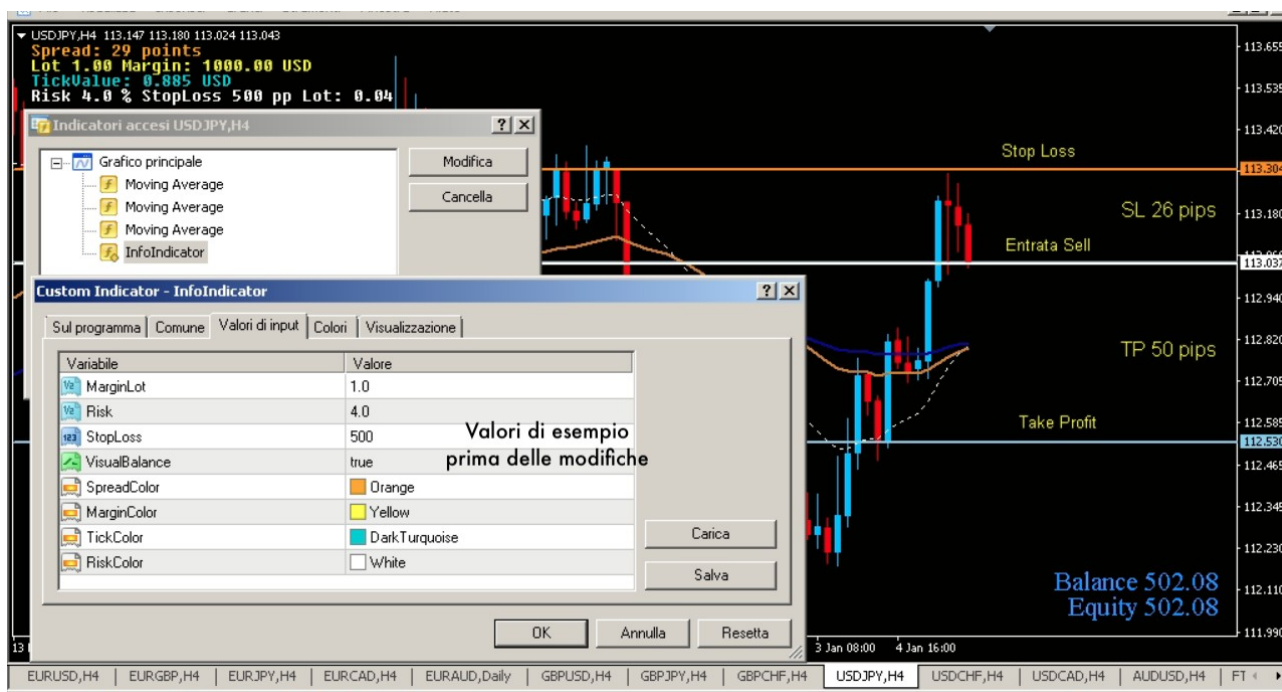 USDJPY,H4 113.147 113.180 113.024 113.043
Spread: 29 points
Lot 1.00 Margin: 1000.00 USD
TickValue: 0.885 USD
Risk 4.0 % StopLoss 500 pp Lot: 0.04
Indicatori accesi USDJPY,H4
Grafico principale
Moving Average
Moving Average
Moving Average
InfoIndicator
Modifica
Cancella
Custom Indicator - InfoIndicator
Sul programma Comune Valori di input Colori Visualizzazione
Variabile Valore
MarginLot 1.0
Risk 4.0
StopLoss 500
VisualBalance true
SpreadColor Orange
MarginColor Yellow
TickColor DarkTurquoise
RiskColor White
Valori di esempio
prima delle modifiche
Carica
Salva
OK Annulla Resetta
Stop Loss
SL 26 pips
Entrata Sell
TP 50 pips
Take Profit
Balance 502.08
Equity 502.08
113.655
113.535
113.420
113.304
113.180
113.037
112.940
112.820
112.705
112.585
112.530
112.465
112.345
112.230
112.110
111.990
3 Jan 08:00 4 Jan 16:00
EURUSD,H4 EURGBP,H4 EURJPY,H4 EURCAD,H4 EURAUD,Daily GBPUSD,H4 GBPJPY,H4 GBPCHF,H4 USDJPY,H4 USDCHF,H4 USDCAD,H4 AUDUSD,H4 FT